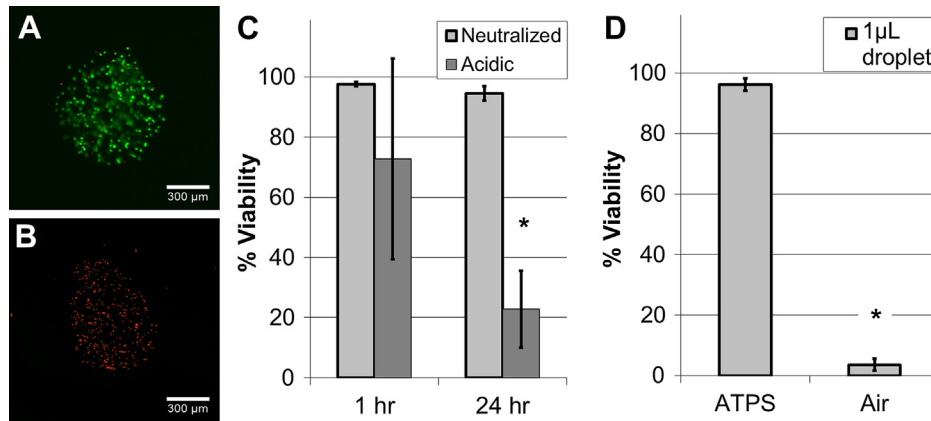 A
300 µm
B
300 µm
C
Neutralized
Acidic
% Viability
100
80
60
40
20
0
*
1 hr
24 hr
D
1µL
droplet
% Viability
100
80
60
40
20
0
*
ATPS
Air